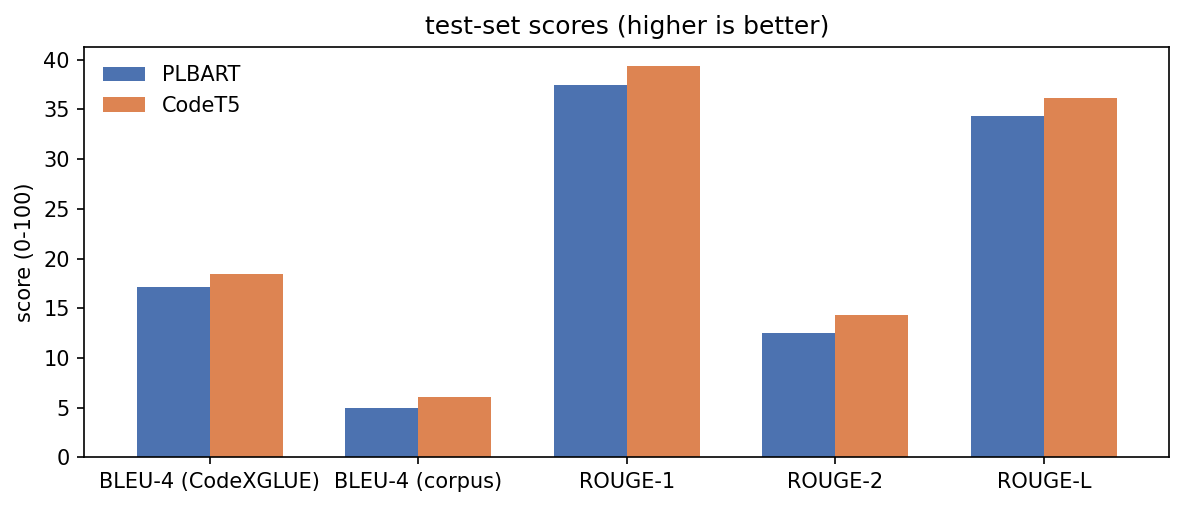 test-set scores (higher is better)
PLBART
CodeT5
score (0-100)
40
35
30
25
20
15
10
5
0
BLEU-4 (CodeXGLUE)
BLEU-4 (corpus)
ROUGE-1
ROUGE-2
ROUGE-L